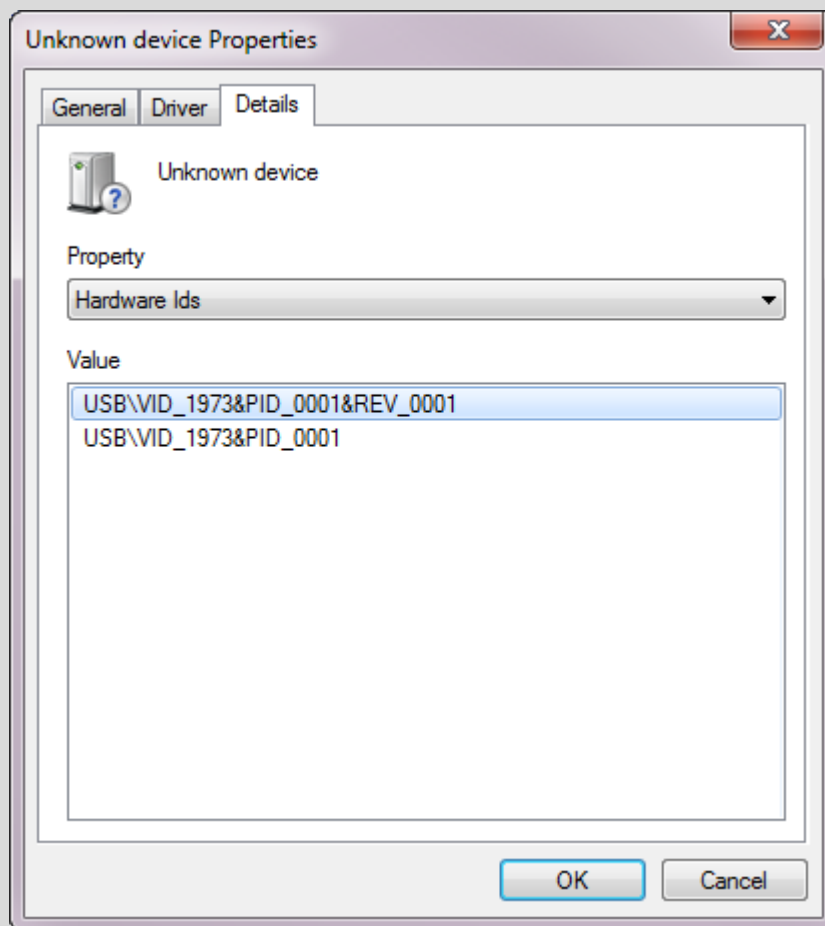 Unknown device Properties
General Driver Details
Unknown device
Property
Hardware Ids
Value
USB\VID_1973&PID_0001&REV_0001
USB\VID_1973&PID_0001
OK Cancel